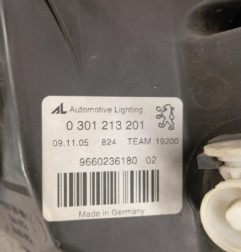 AL Automotive Lighting
0 301 213 201
09.11.05 824 TEAM 19200
9660236180 02
Made in Germany